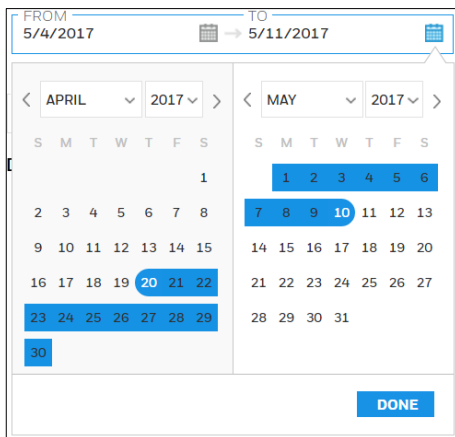 FROM TO
5/4/2017 5/11/2017
APRIL 2017 MAY 2017
S M T W T F S S M T W T F S
1 1 2 3 4 5 6
2 3 4 5 6 7 8 7 8 9 10 11 12 13
9 10 11 12 13 14 15 14 15 16 17 18 19 20
16 17 18 19 20 21 22 21 22 23 24 25 26 27
23 24 25 26 27 28 29 28 29 30 31
30
DONE